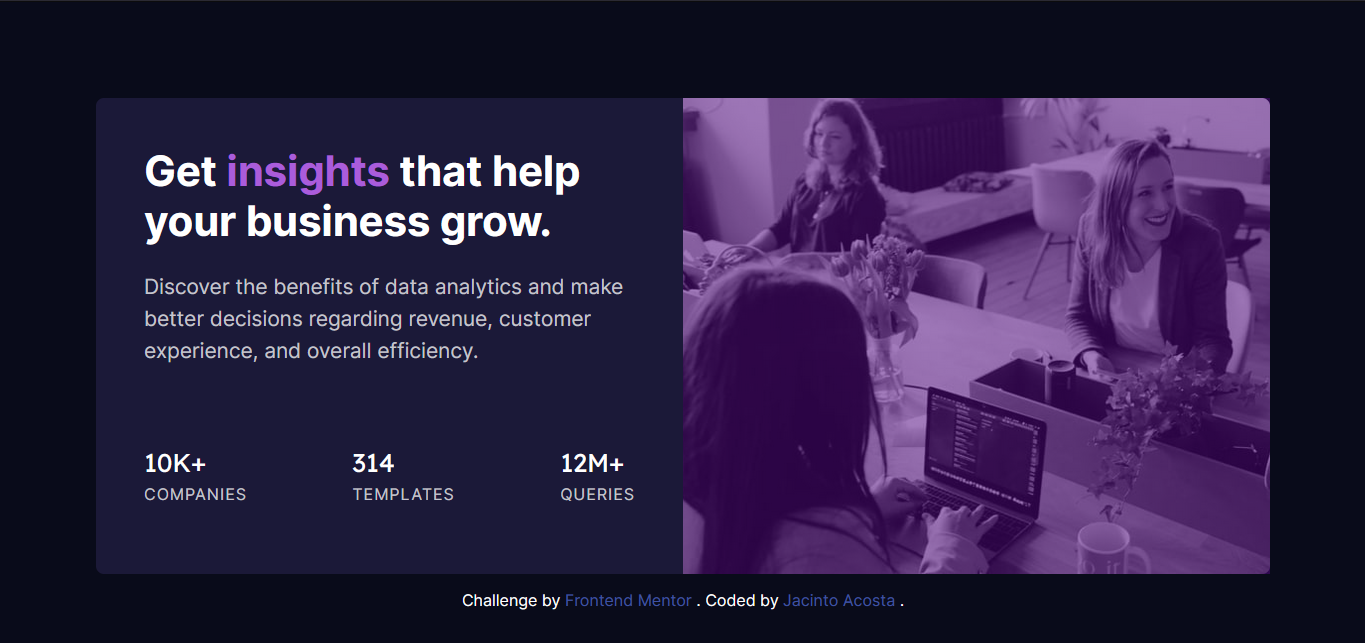 Get insights that help
your business grow.
Discover the benefits of data analytics and make
better decisions regarding revenue, customer
experience, and overall efficiency.
10K+ 314 12M+
COMPANIES TEMPLATES QUERIES
Challenge by Frontend Mentor . Coded by Jacinto Acosta .